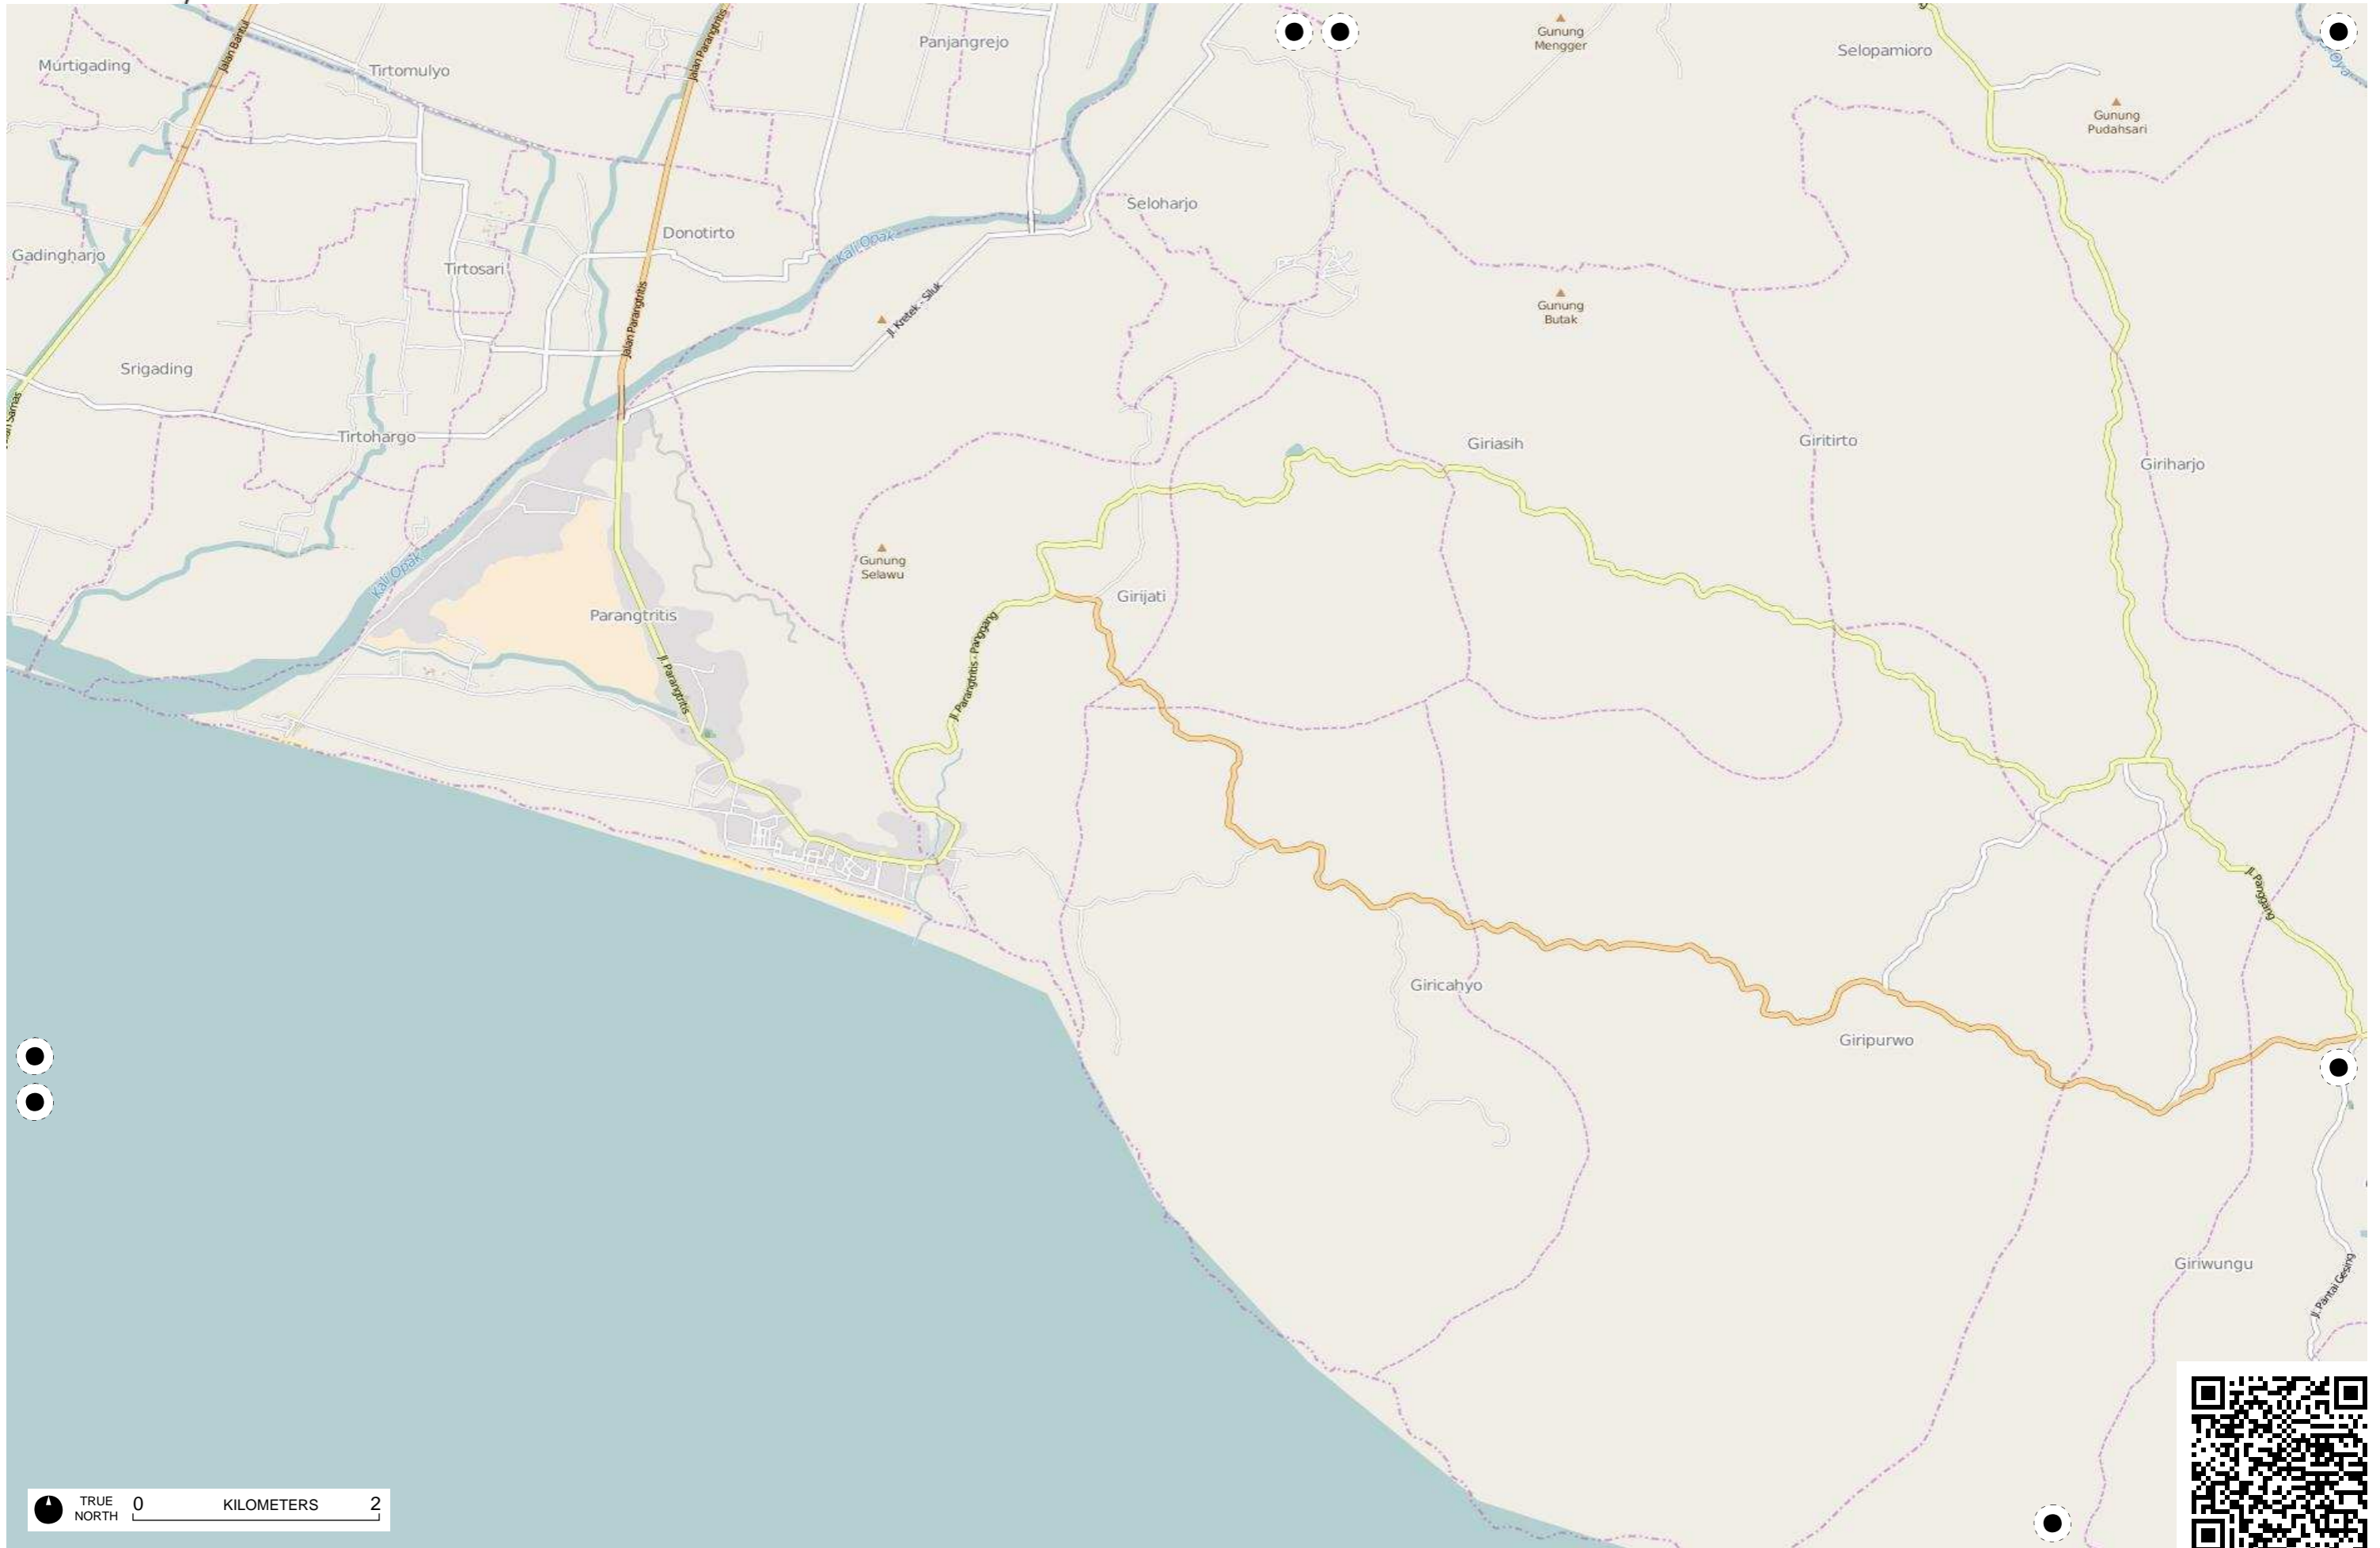 Jalan Bantul
Jalan Parangtritis
Panjangrejo
Gunung
Mengger
Selopamioro
Oya
Murtigading
Tirtomulyo
Gunung
Pudahsari
Seloharjo
Donotirto
Kali Opak
Gadingharjo
Tirtosari
Jalan Parangtritis
Jl. Kretek - Siluk
Gunung
Butak
Srigading
Samas
Tirtohargo
Giriasih
Giritirto
Giriharjo
Kali Opak
Gunung
Selawu
Girijati
Parangtritis
Jl. Parangtritis - Panggang
Jl. Parangtritis
Jl. Panggang
Giricahyo
Giripurwo
Giriwungu
Jl. Pantai Gesing
TRUE
NORTH
0 KILOMETERS 2